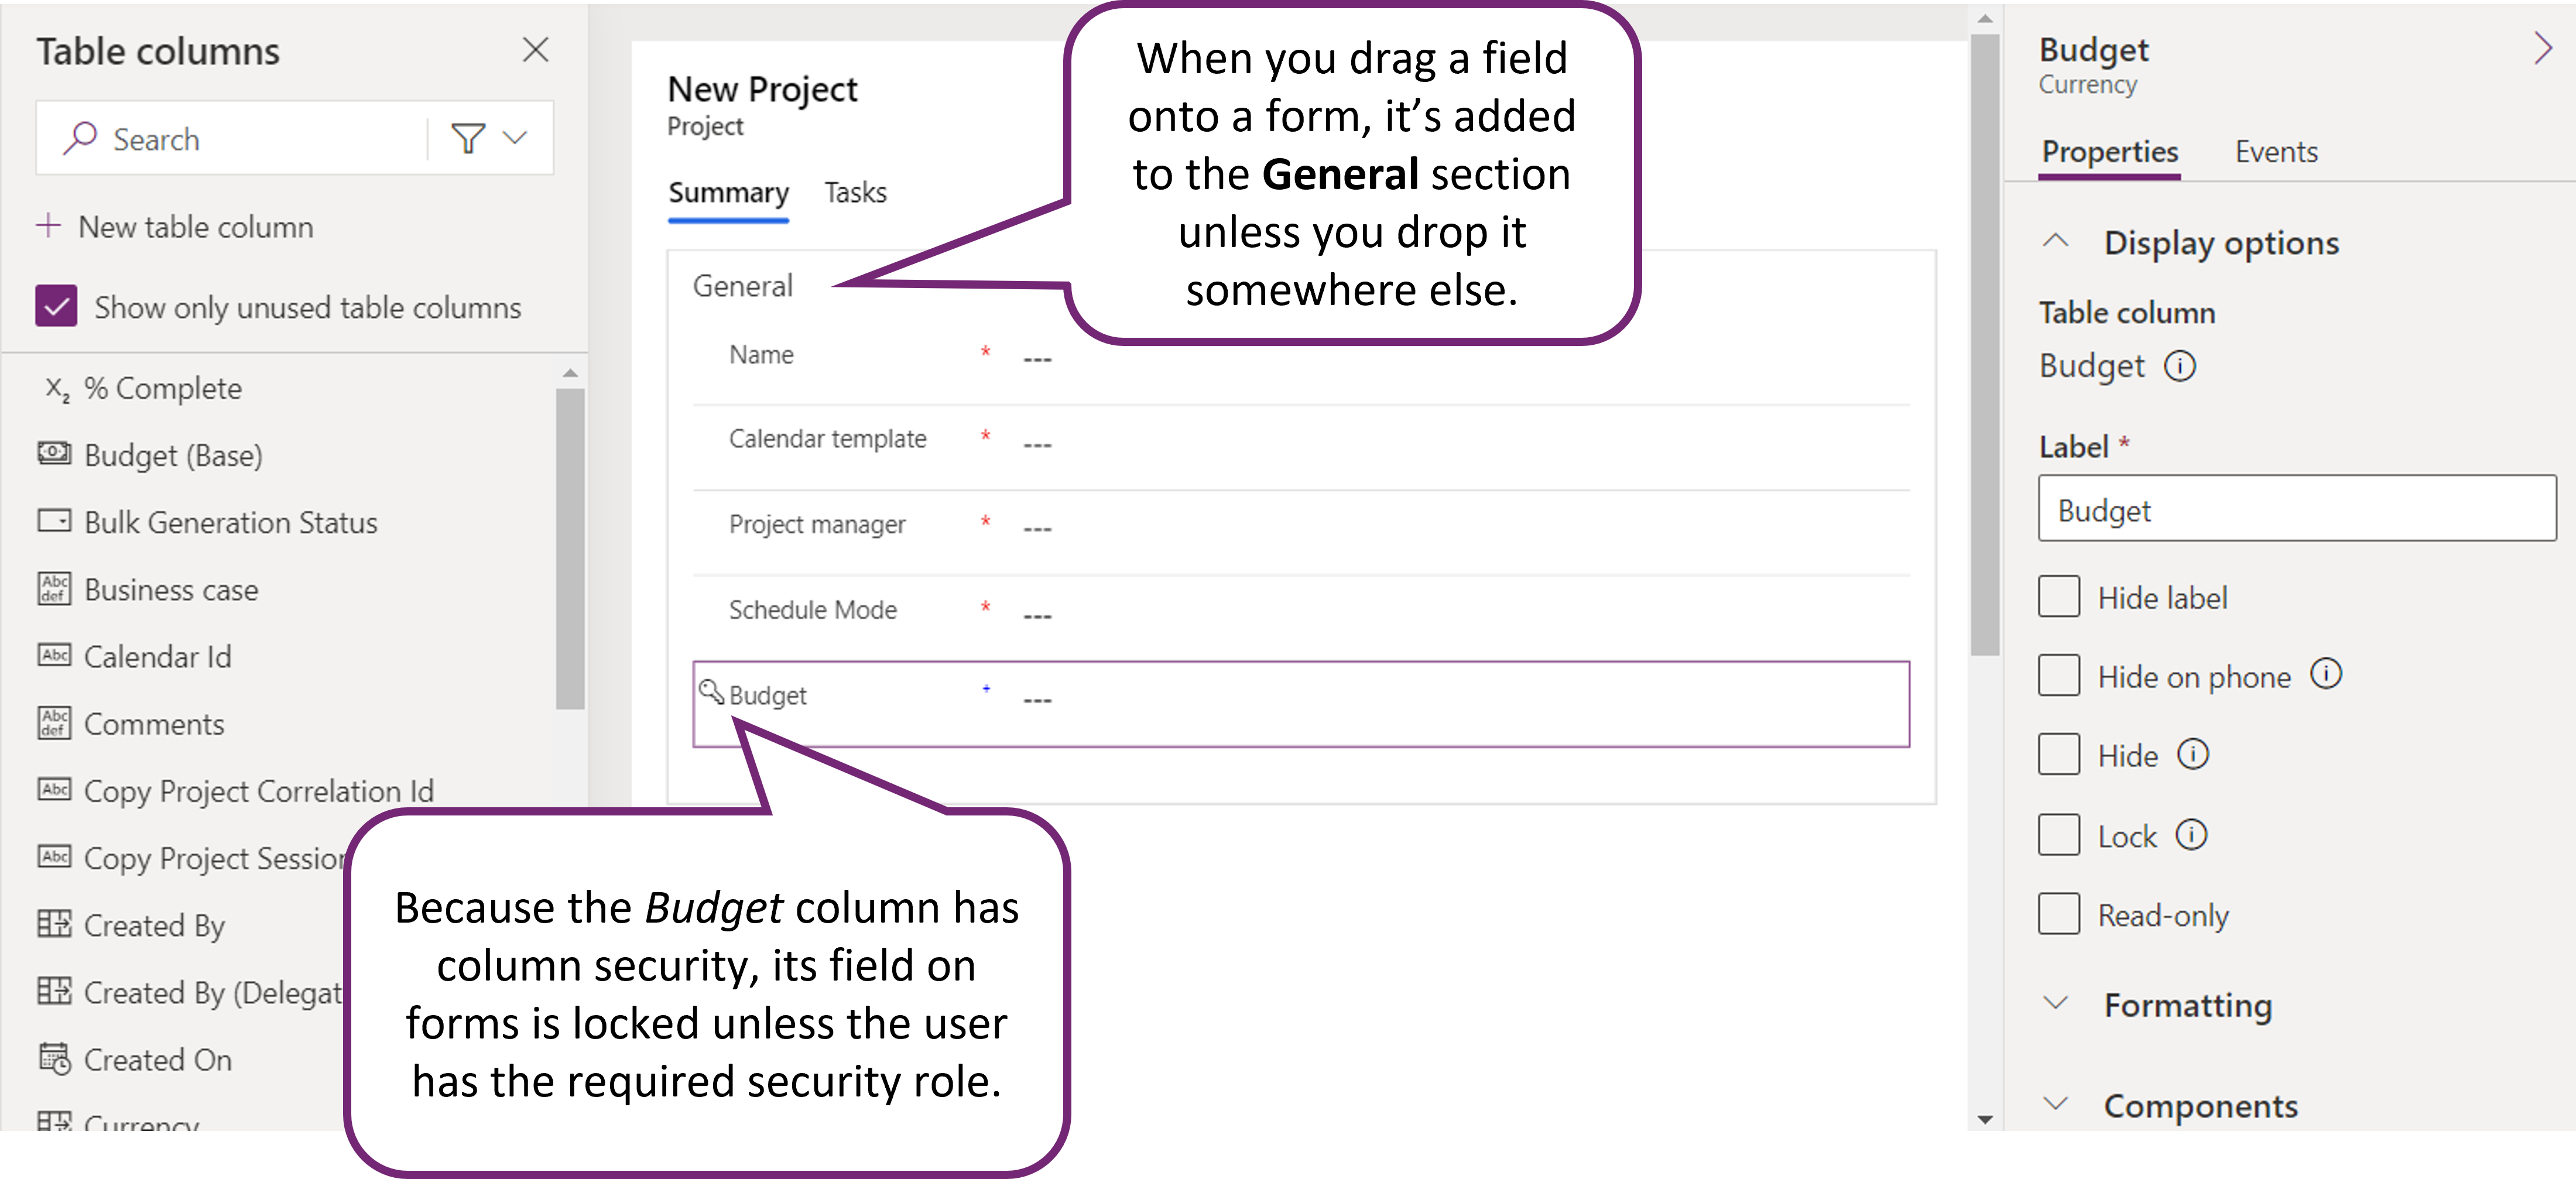 Table columns
Search
New table column
Show only unused table columns
% Complete
Budget (Base)
Bulk Generation Status
Business case
Calendar Id
Comments
Copy Project Correlation Id
Copy Project
Created By
Created By
Created On
Currency
New Project
Project
Summary Tasks
General
Name * ---
Calendar template * ---
Project manager * ---
Schedule Mode * ---
Budget + ---
When you drag a field
onto a form, it’s added
to the General section
unless you drop it
somewhere else.
Because the Budget column has
column security, its field on
forms is locked unless the user
has the required security role.
Budget
Currency
Properties Events
Display options
Table column
Budget
Label *
Budget
Hide label
Hide on phone
Hide
Lock
Read-only
Formatting
Components